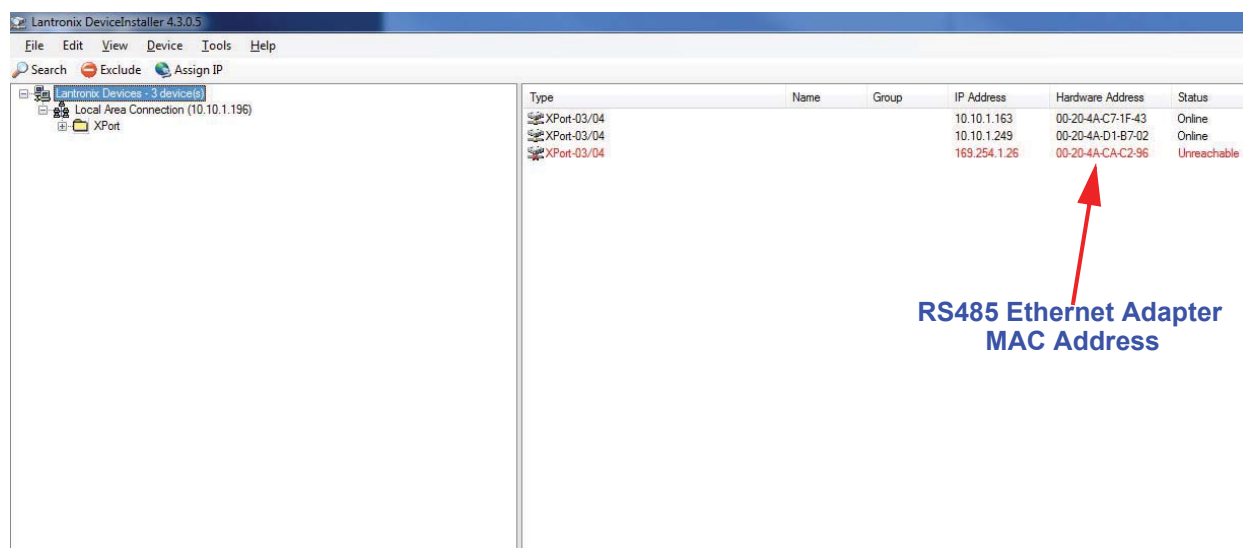 Lantronix DeviceInstaller 4.3.0.5
File Edit View Device Tools Help
Search Exclude Assign IP
Lantronix Devices - 3 device(s)
Local Area Connection (10.10.1.196)
XPort
Type Name Group IP Address Hardware Address Status
XPort-03/04 10.10.1.163 00-20-4A-C7-1F-43 Online
XPort-03/04 10.10.1.249 00-20-4A-D1-B7-02 Online
XPort-03/04 169.254.1.26 00-20-4A-CA-C2-96 Unreachable
RS485 Ethernet Adapter
MAC Address